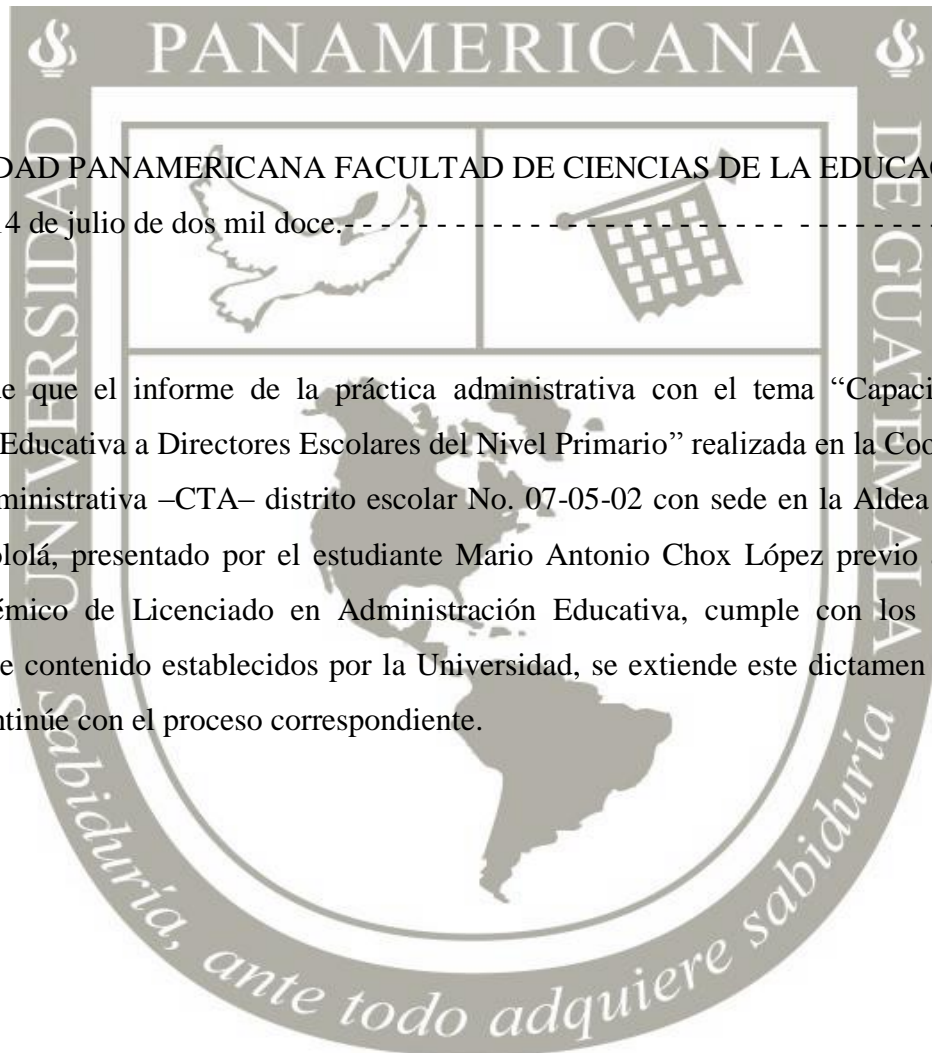 PANAMERICANA
UNIVERSIDAD
DE GUATEMALA
DAD PANAMERICANA FACULTAD DE CIENCIAS DE LA EDUCA
14 de julio de dos mil doce.- - - - - - - - - - - - - - - - - - - - - - - - - - - - - - -
e que el informe de la práctica administrativa con el tema “Capaci
Educativa a Directores Escolares del Nivel Primario” realizada en la Coo
ministrativa –CTA– distrito escolar No. 07-05-02 con sede en la Aldea
ololá, presentado por el estudiante Mario Antonio Chox López previo
émico de Licenciado en Administración Educativa, cumple con los
e contenido establecidos por la Universidad, se extiende este dictamen
ntinúe con el proceso correspondiente.
Sabiduría, ante todo adquiere sabiduría